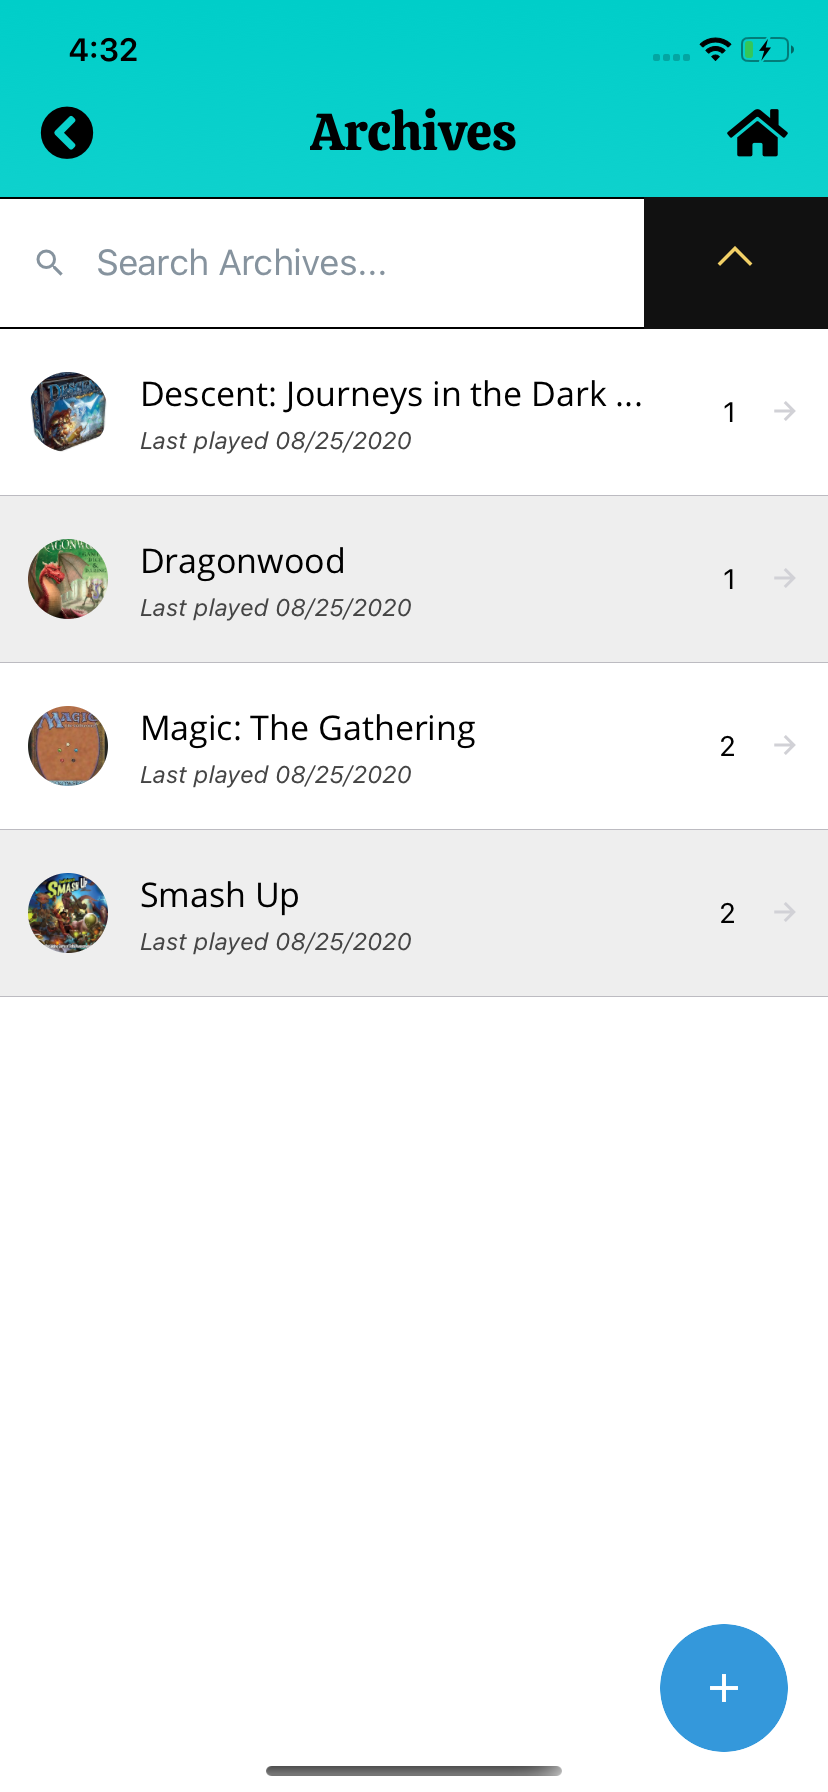 4:32
Archives
Search Archives...
Descent: Journeys in the Dark ...
Last played 08/25/2020
1
Dragonwood
Last played 08/25/2020
1
Magic: The Gathering
Last played 08/25/2020
2
Smash Up
Last played 08/25/2020
2